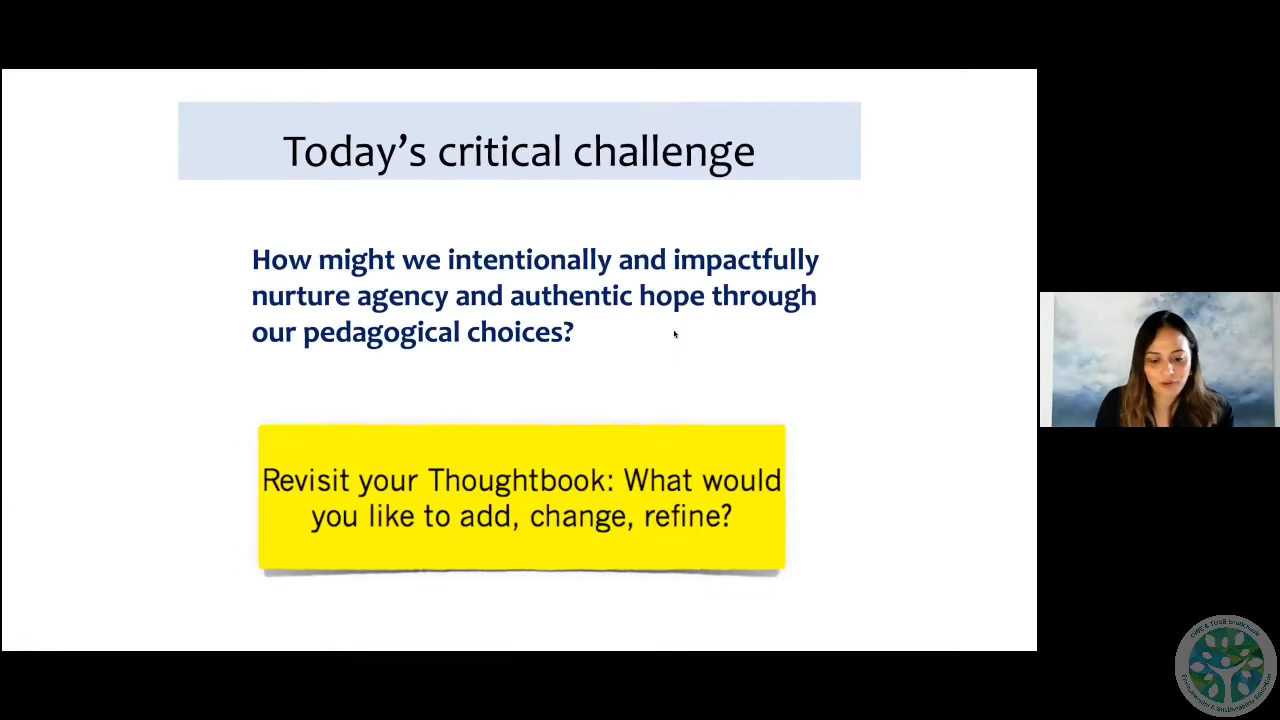 Today's critical challenge
How might we intentionally and impactfully
nurture agency and authentic hope through
our pedagogical choices?
Revisit your Thoughtbook: What would
you like to add, change, refine?